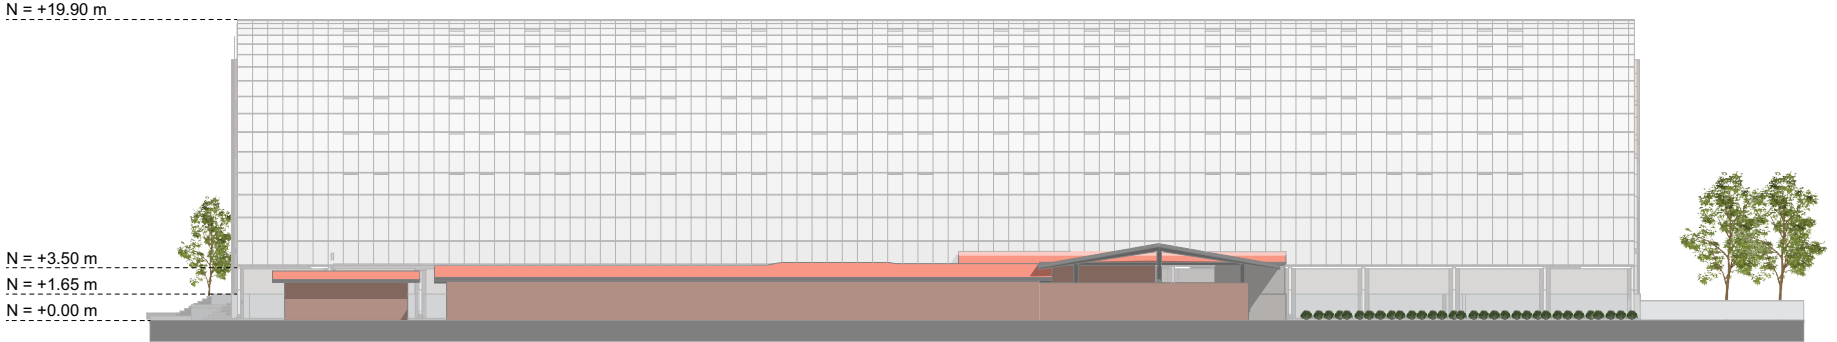 N = +19.90 m
N = +3.50 m
N = +1.65 m
N = +0.00 m